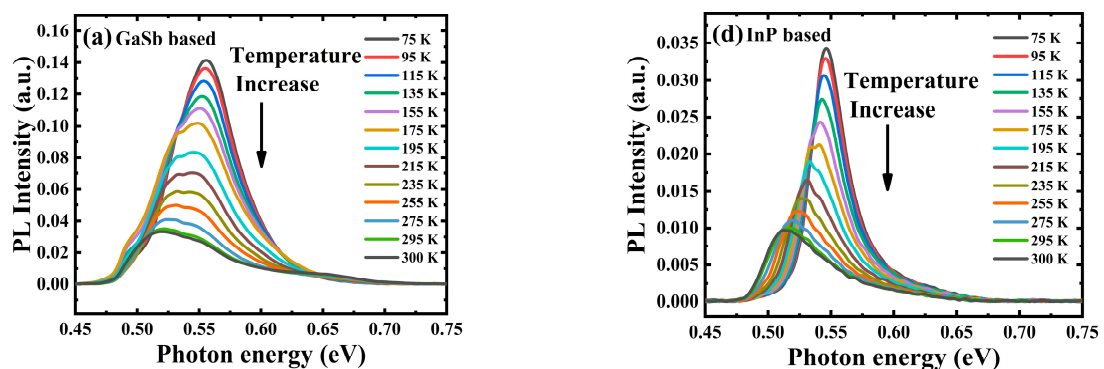 (a) GaSb based
Temperature
Increase
75 K
95 K
115 K
135 K
155 K
175 K
195 K
215 K
235 K
255 K
275 K
295 K
300 K
0.16
0.14
0.12
0.10
0.08
0.06
0.04
0.02
0.00
PL Intensity (a.u.)
0.45 0.50 0.55 0.60 0.65 0.70 0.75
Photon energy (eV)
(d) InP based
Temperature
Increase
75 K
95 K
115 K
135 K
155 K
175 K
195 K
215 K
235 K
255 K
275 K
295 K
300 K
0.035
0.030
0.025
0.020
0.015
0.010
0.005
0.000
PL Intensity (a.u.)
0.45 0.50 0.55 0.60 0.65 0.70 0.75
Photon energy (eV)